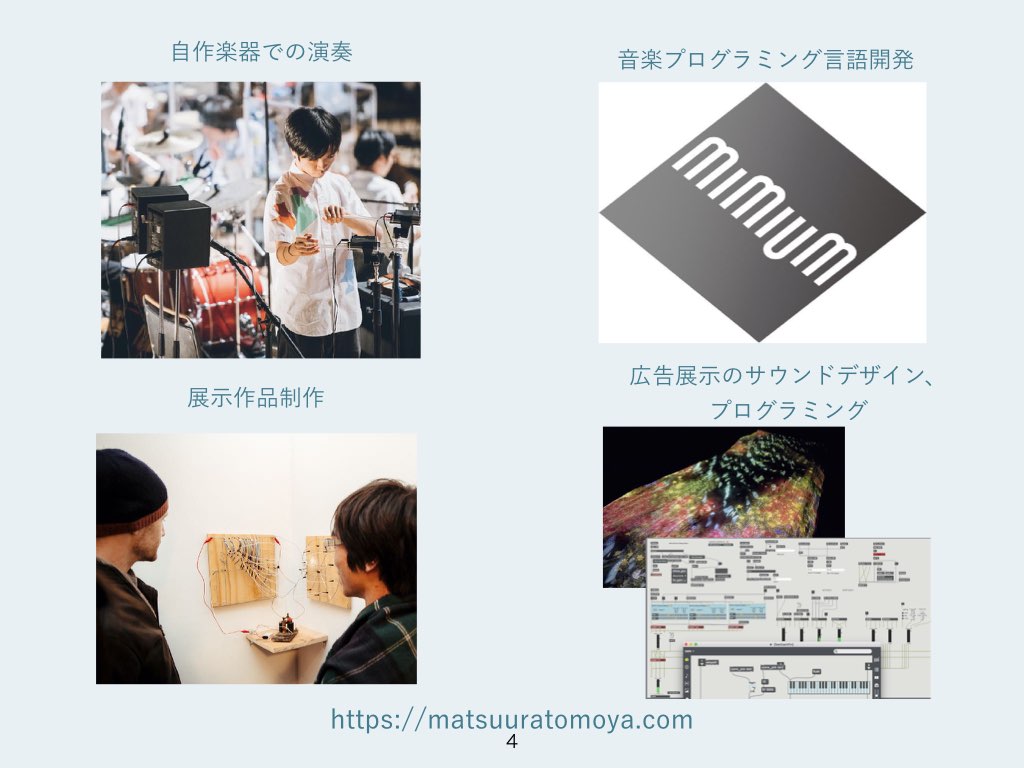 自作楽器での演奏
音楽プログラミング言語開発
mimium
展示作品制作
広告展示のサウンドデザイン、
プログラミング
https://matsuuratomoya.com
4